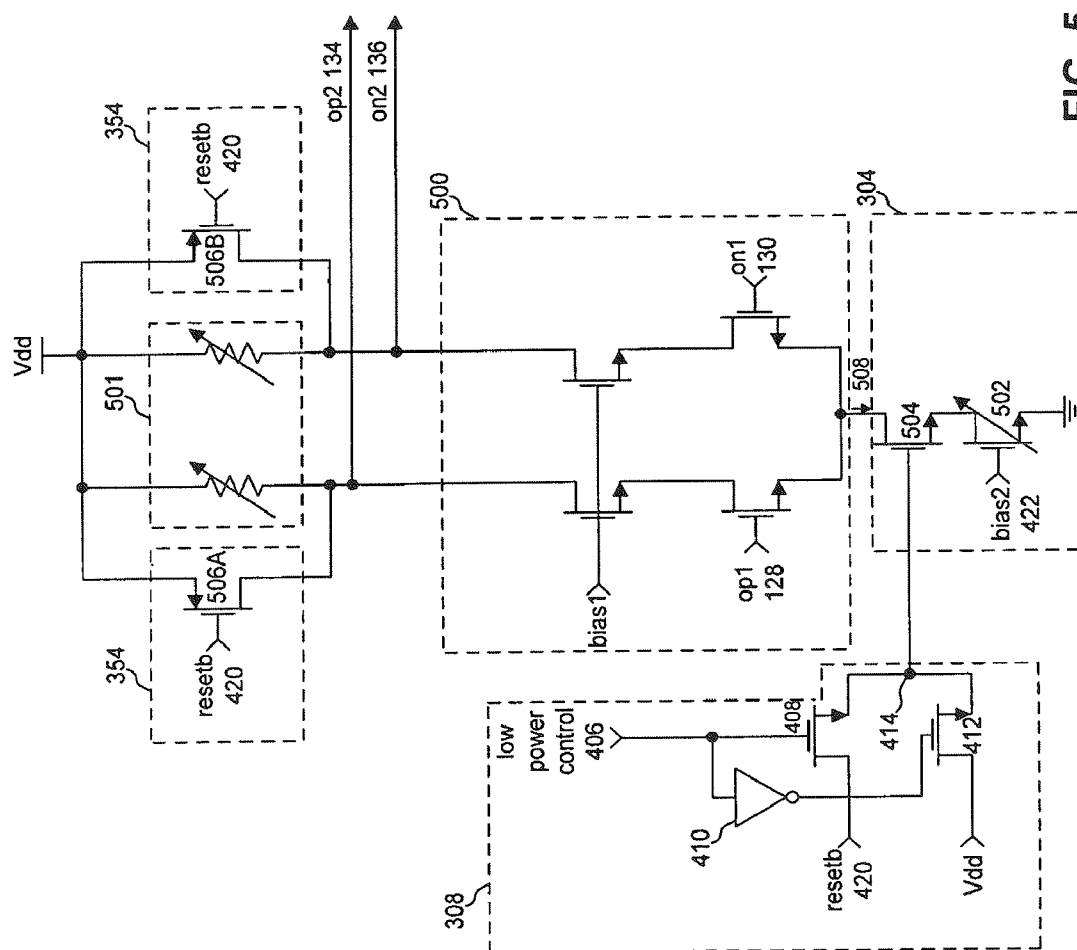 Vdd
354
501
354
506A
506B
resetb
420
resetb
420
op2 134
on2 136
500
bias1
op1
128
on1
130
508
304
504
502
bias2
422
308
low
power
control
406
408
410
412
414
resetb
420
Vdd
FIG. 5